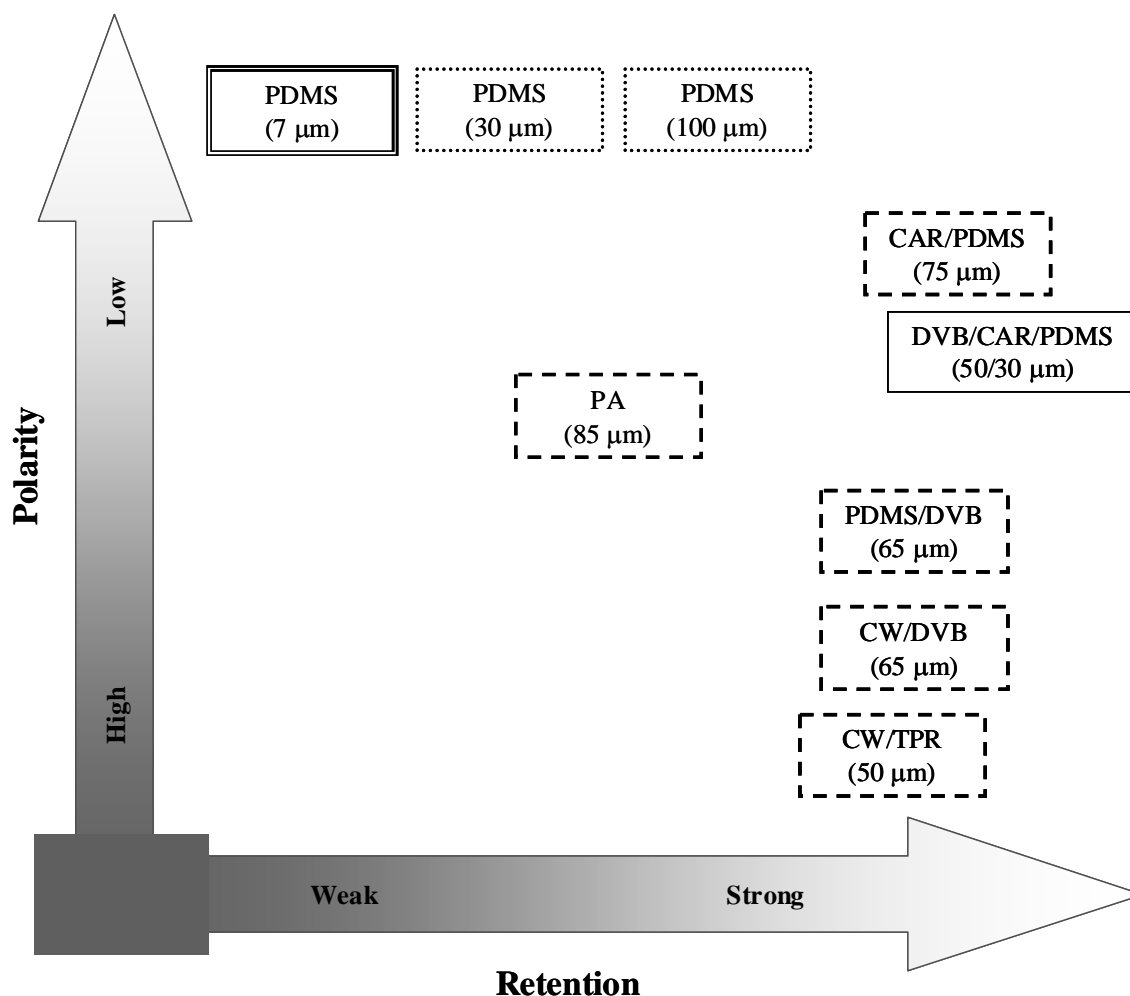 PDMS
(7 μm)
PDMS
(30 μm)
PDMS
(100 μm)
CAR/PDMS
(75 μm)
DVB/CAR/PDMS
(50/30 μm)
PA
(85 μm)
PDMS/DVB
(65 μm)
CW/DVB
(65 μm)
CW/TPR
(50 μm)
Low
High
Polarity
Weak
Strong
Retention